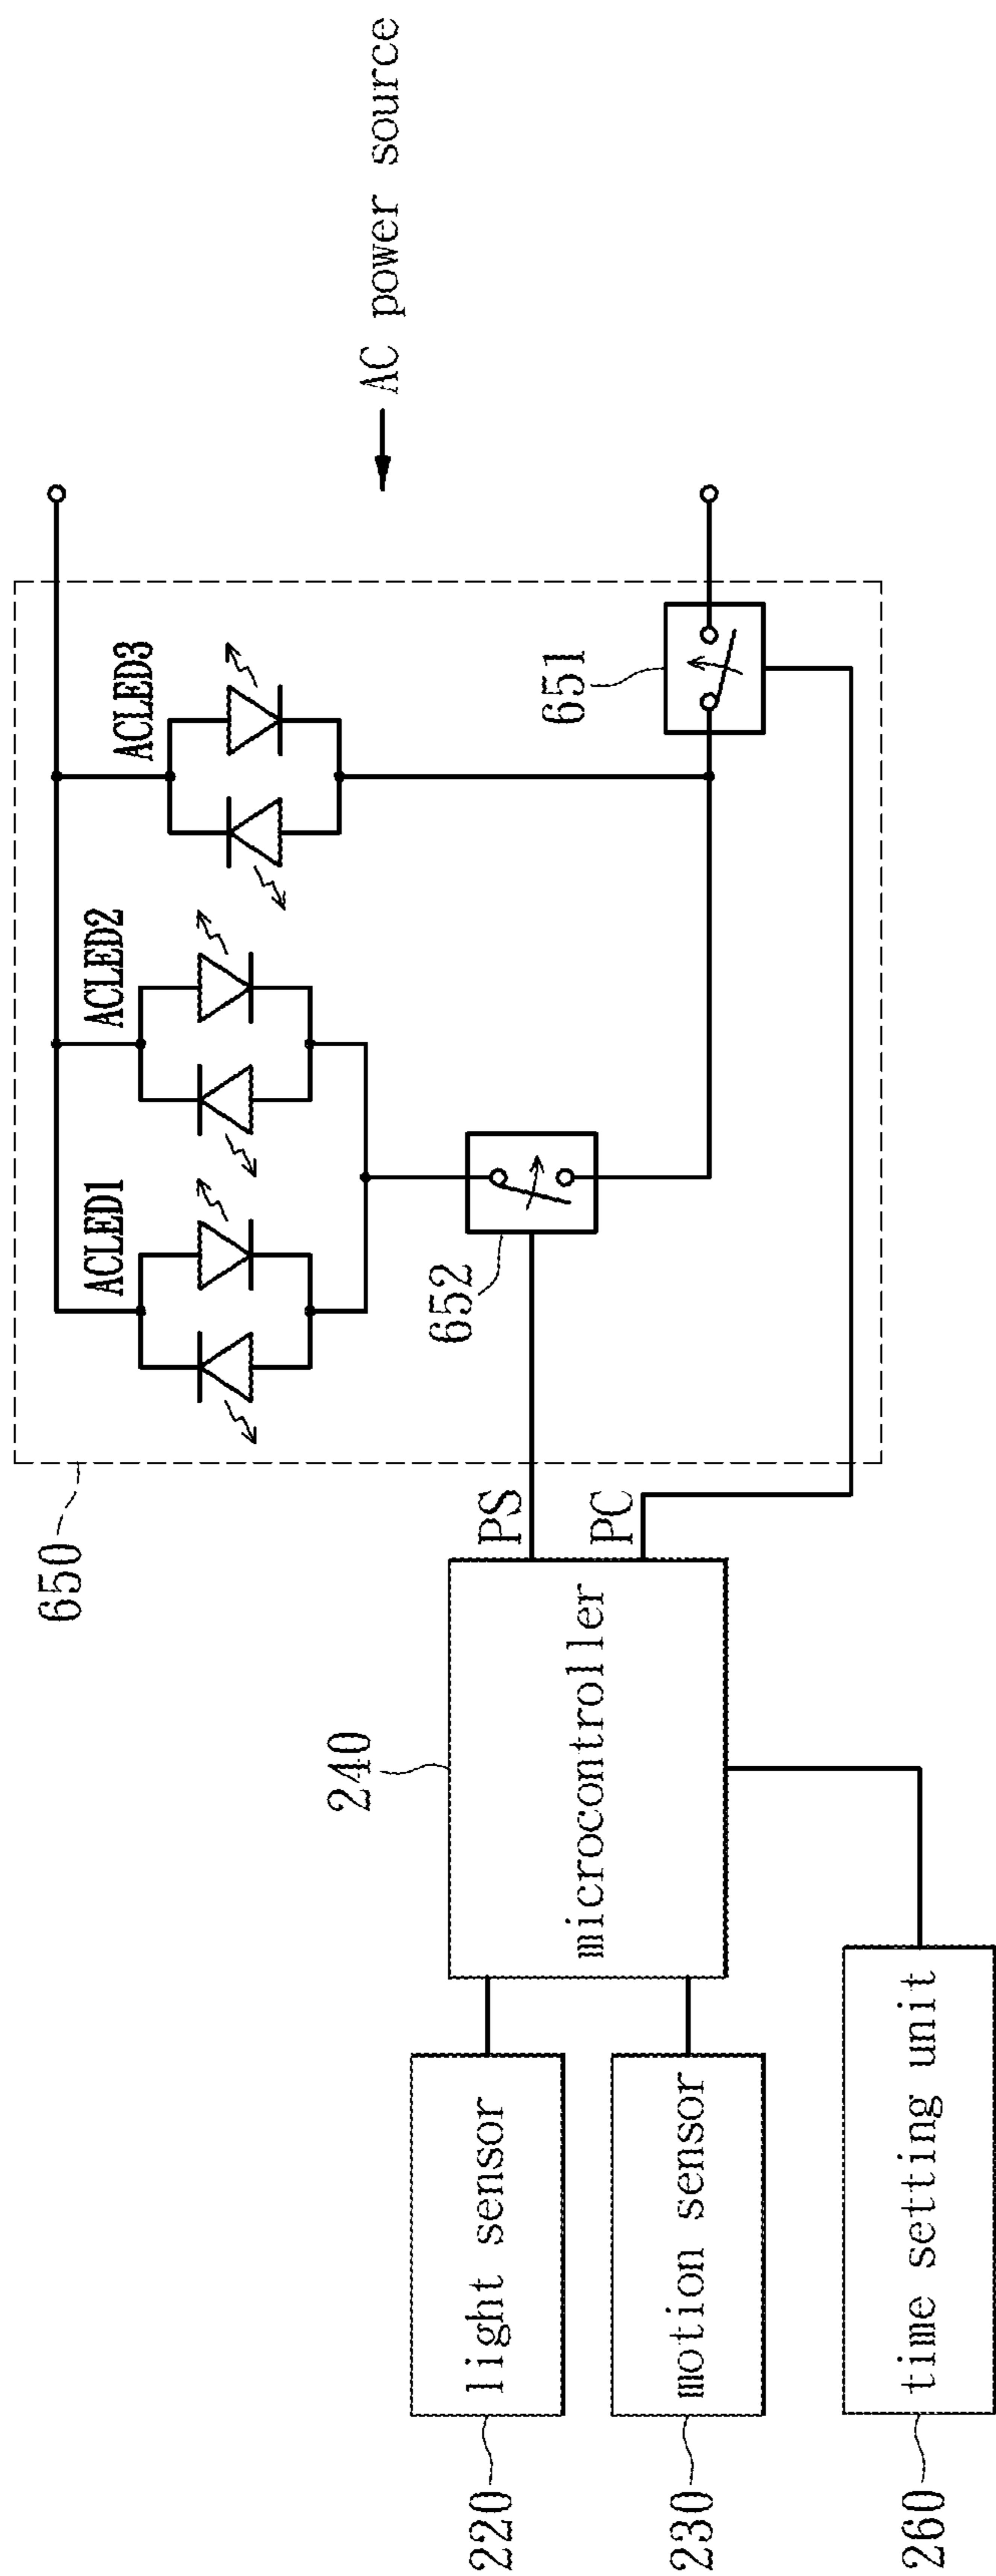 650
ACLED1
ACLED2
ACLED3
AC power source
652
651
PS
PC
240
microcontroller
220
light sensor
230
motion sensor
260
time setting unit